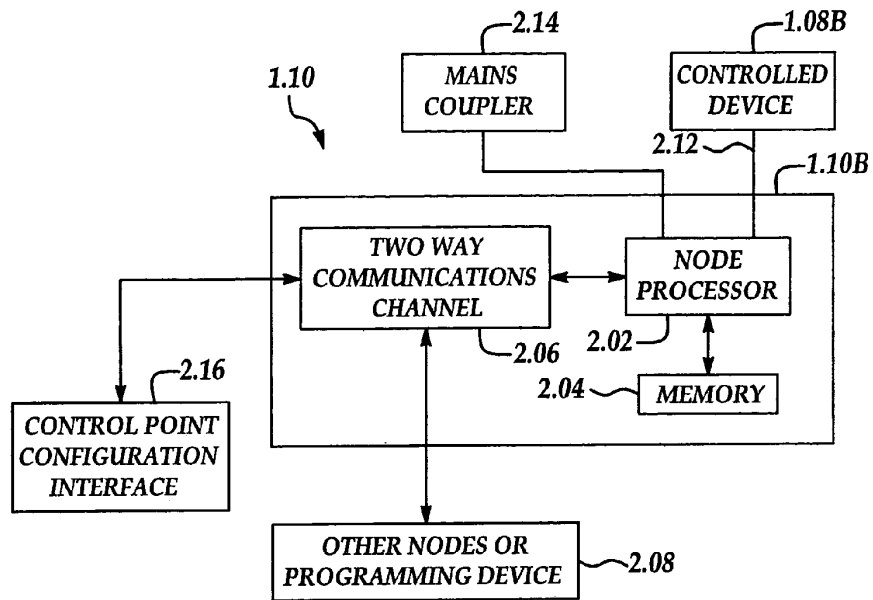 2.14
1.08B
1.10
MAINS
COUPLER
CONTROLLED
DEVICE
2.12
1.10B
TWO WAY
COMMUNICATIONS
CHANNEL
NODE
PROCESSOR
2.06
2.02
2.16
2.04
MEMORY
CONTROL POINT
CONFIGURATION
INTERFACE
OTHER NODES OR
PROGRAMMING DEVICE
2.08